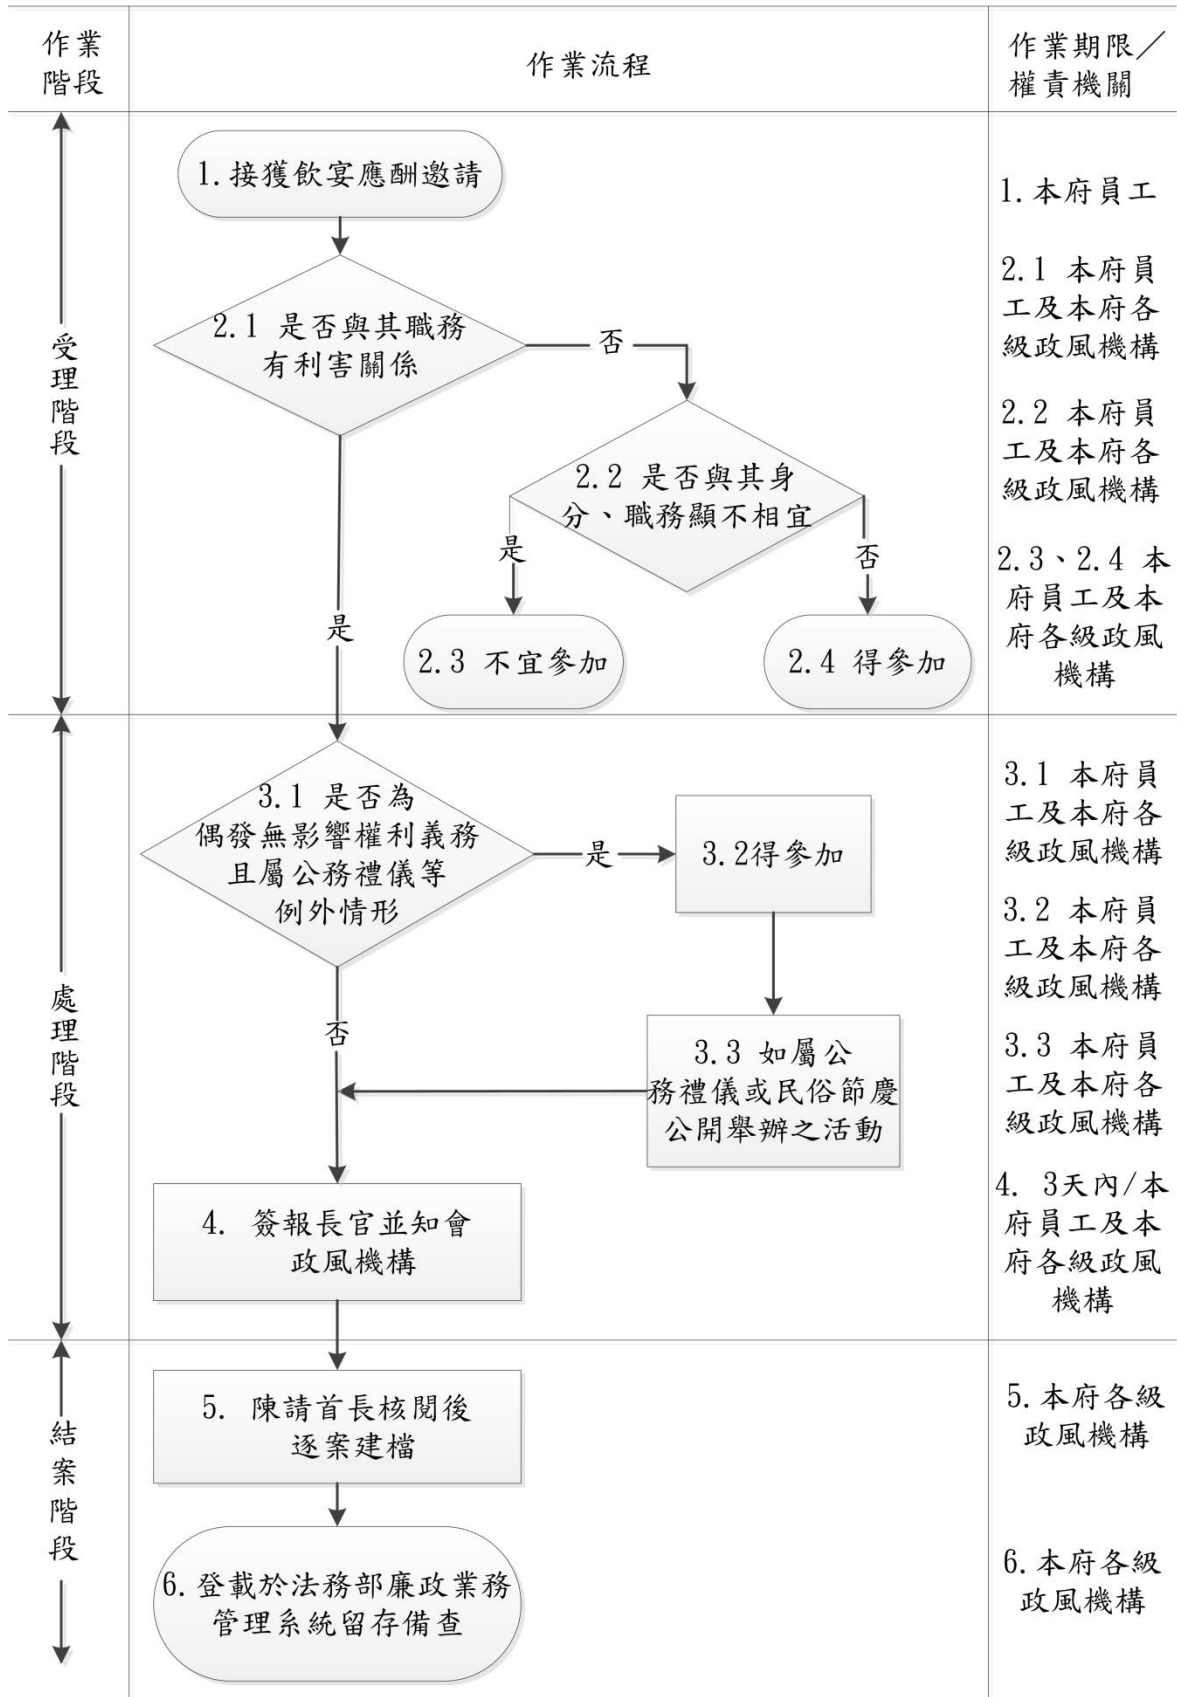 作業
階段
作業流程
作業期限／
權責機關
受理階段
1.接獲飲宴應酬邀請
2.1 是否與其職務
有利害關係
否
2.2 是否與其身
分、職務顯不相宜
是
否
是
2.3 不宜參加
2.4 得參加
1.本府員工
2.1 本府員
工及本府各
級政風機構
2.2 本府員
工及本府各
級政風機構
2.3、2.4 本
府員工及本
府各級政風
機構
處理階段
3.1 是否為
偶發無影響權利義務
且屬公務禮儀等
例外情形
是
3.2得參加
否
3.3 如屬公
務禮儀或民俗節慶
公開舉辦之活動
4. 簽報長官並知會
政風機構
3.1 本府員
工及本府各
級政風機構
3.2 本府員
工及本府各
級政風機構
3.3 本府員
工及本府各
級政風機構
4. 3天內/本
府員工及本
府各級政風
機構
結案階段
5. 陳請首長核閱後
逐案建檔
6.登載於法務部廉政業務
管理系統留存備查
5.本府各級
政風機構
6.本府各級
政風機構